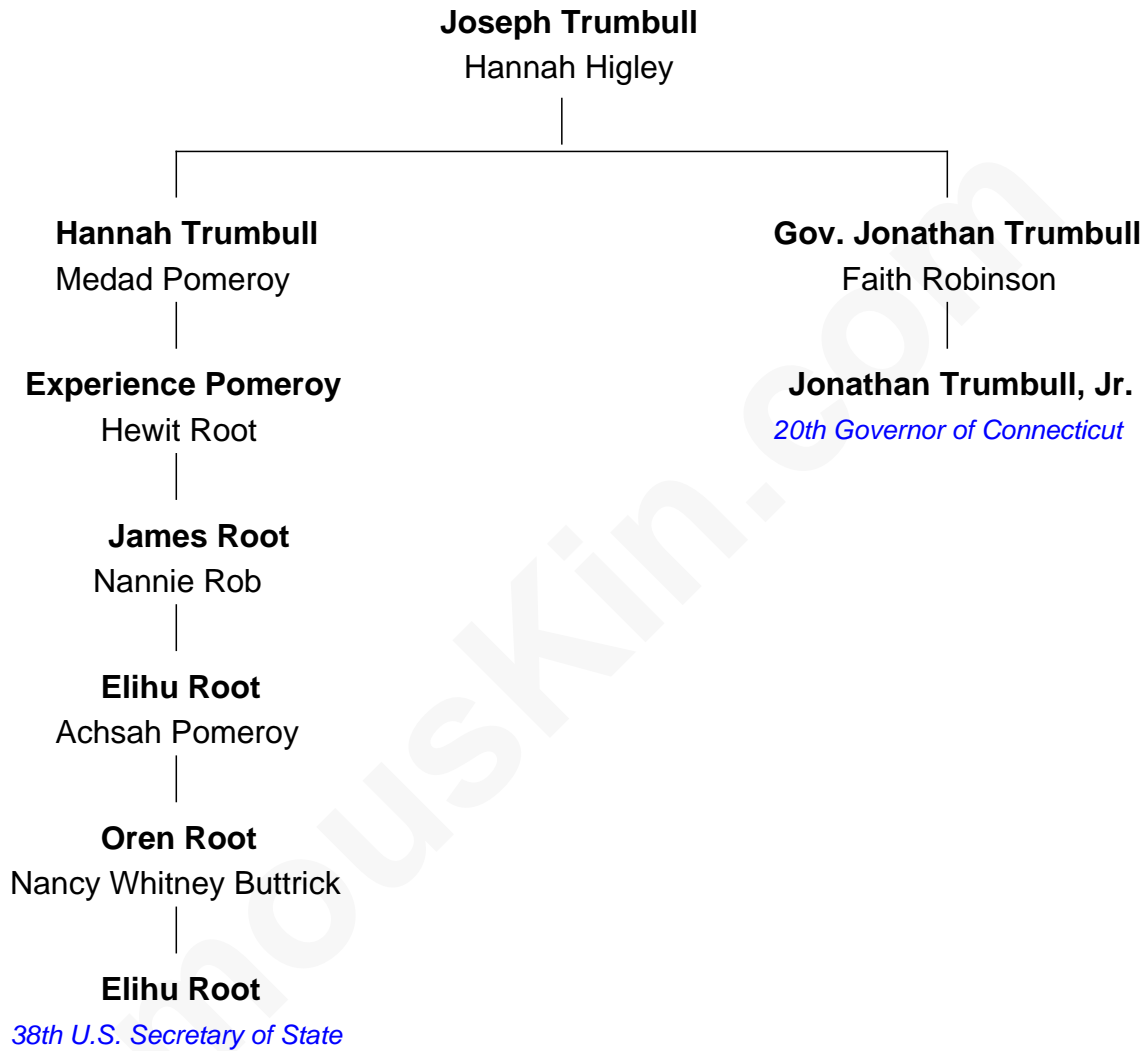 Joseph Trumbull
Hannah Higley
Hannah Trumbull
Medad Pomeroy
Gov. Jonathan Trumbull
Faith Robinson
Experience Pomeroy
Hewit Root
Jonathan Trumbull, Jr.
20th Governor of Connecticut
James Root
Nannie Rob
Elihu Root
Achsah Pomeroy
Oren Root
Nancy Whitney Buttrick
Elihu Root
38th U.S. Secretary of State
mouskin.com